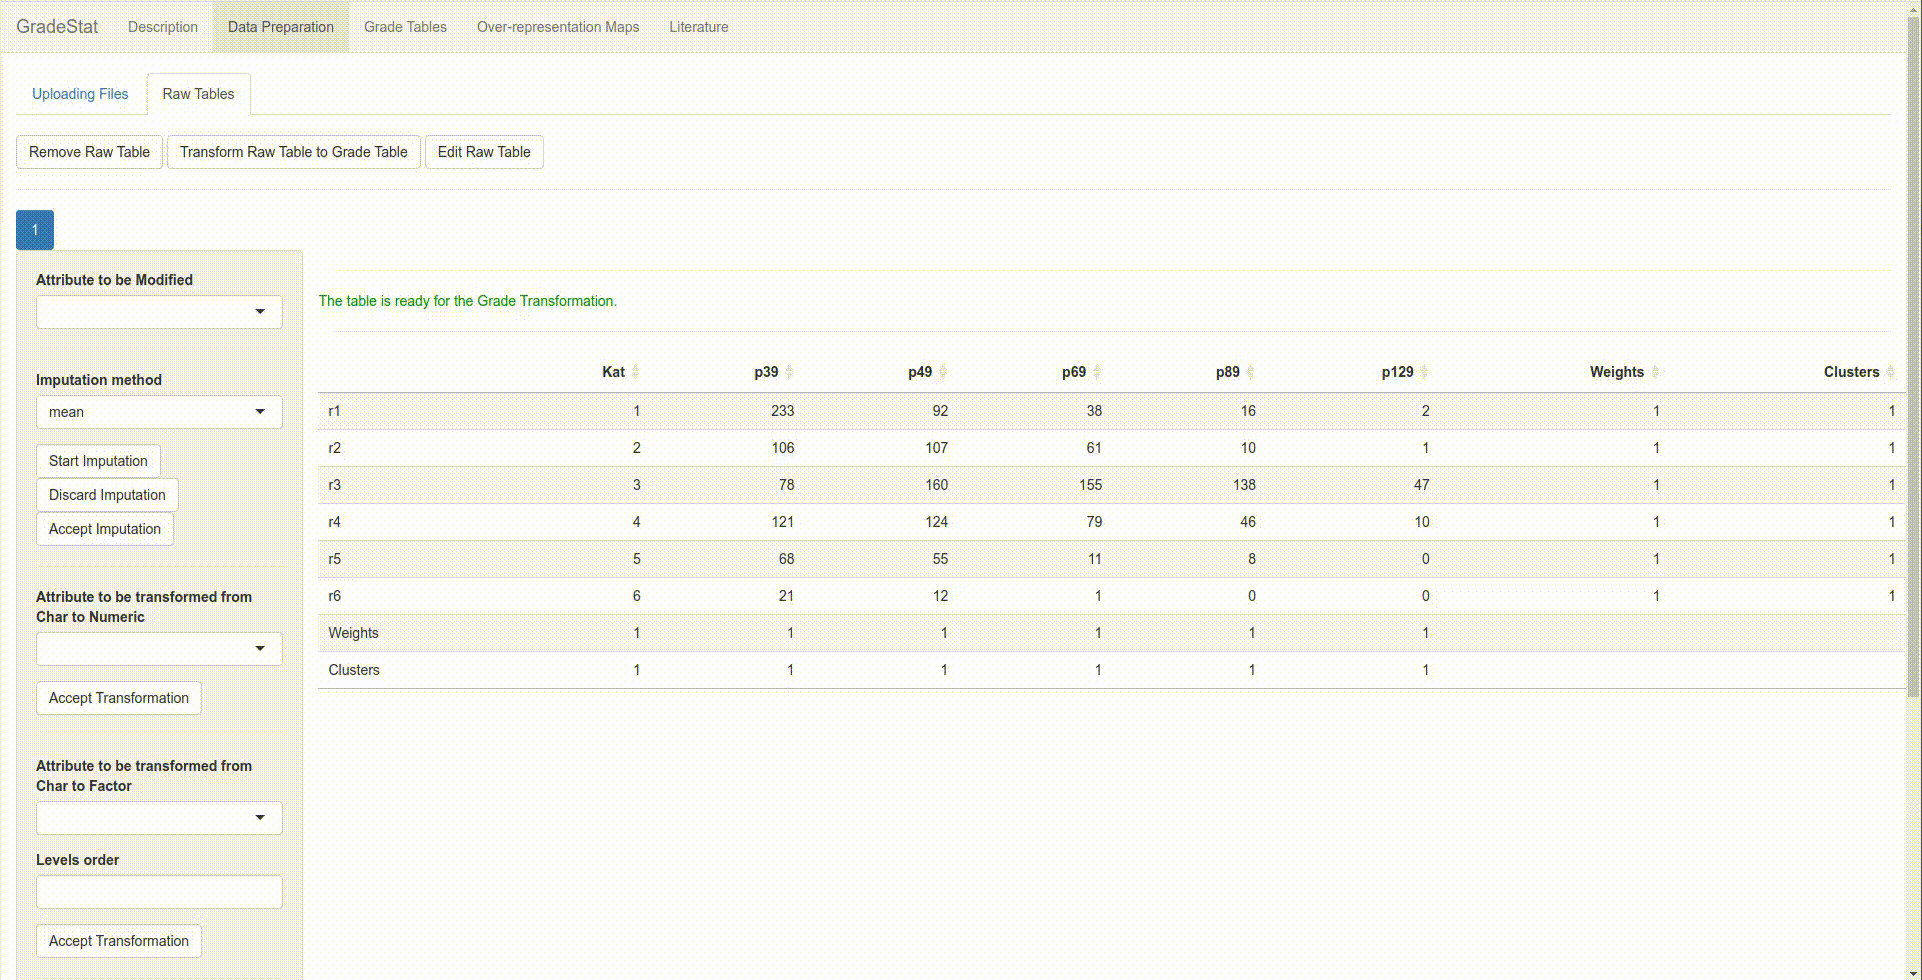 GradeStat Description Data Preparation Grade Tables Over-representation Maps Literature
Uploading Files Raw Tables
Remove Raw Table Transform Raw Table to Grade Table Edit Raw Table
1
Attribute to be Modified
Imputation method
mean
Start Imputation
Discard Imputation
Accept Imputation
Attribute to be transformed from
Char to Numeric
Accept Transformation
Attribute to be transformed from
Char to Factor
Levels order
Accept Transformation
The table is ready for the Grade Transformation.
Kat p39 p49 p69 p89 p129 Weights Clusters
r1 1 233 92 38 16 2 1 1
r2 2 106 107 61 10 1 1 1
r3 3 78 160 155 138 47 1 1
r4 4 121 124 79 46 10 1 1
r5 5 68 55 11 8 0 1 1
r6 6 21 12 1 0 0 1 1
Weights 1 1 1 1 1 1
Clusters 1 1 1 1 1 1